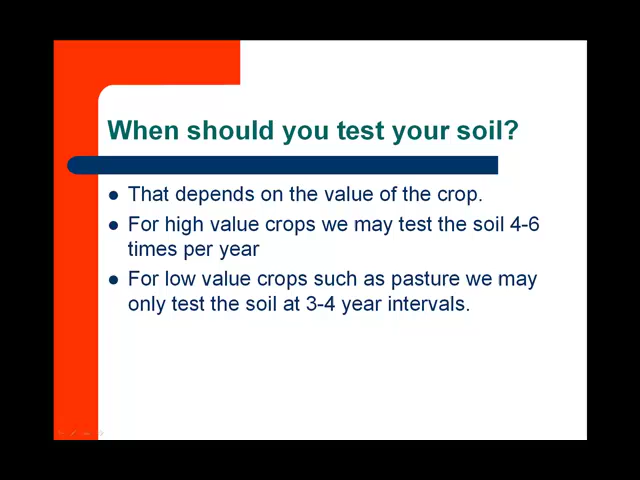 When should you test your soil?
● That depends on the value of the crop.
● For high value crops we may test the soil 4-6
times per year
● For low value crops such as pasture we may
only test the soil at 3-4 year intervals.